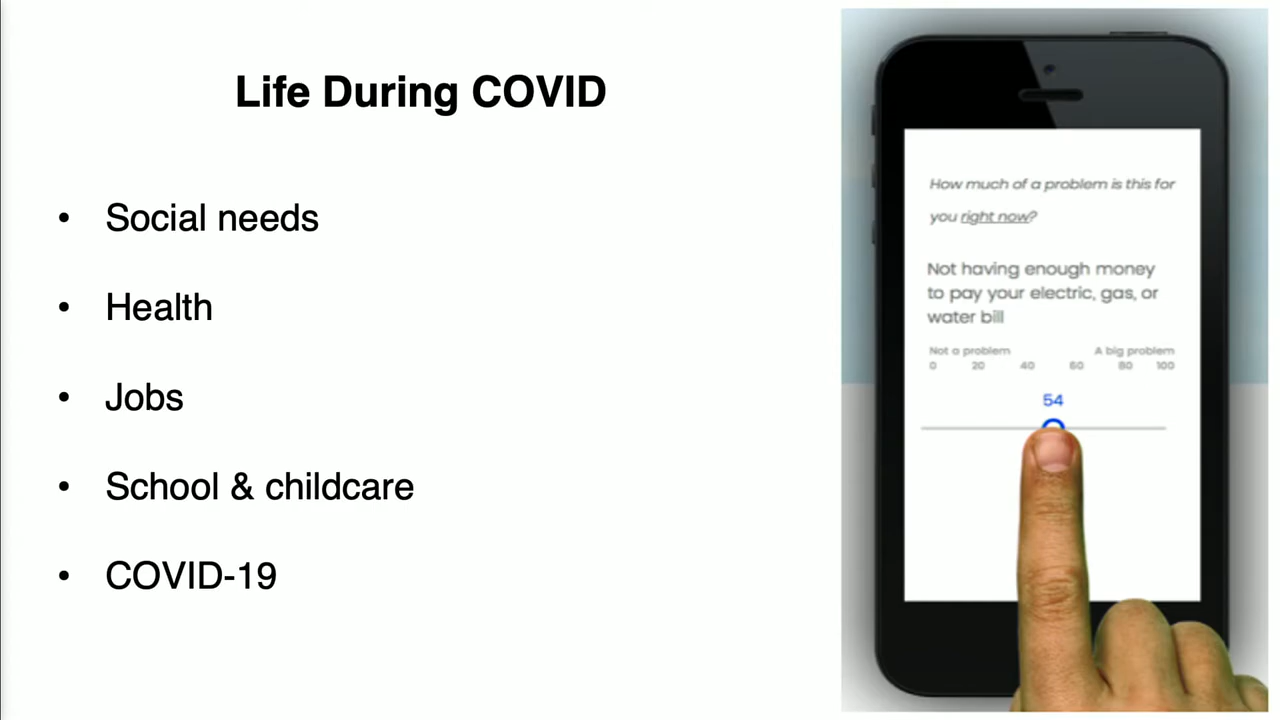 Life During COVID
• Social needs
• Health
• Jobs
• School & childcare
• COVID-19
How much of a problem is this for
you right now?
Not having enough money
to pay your electric, gas, or
water bill
Not a problem A big problem
0 20 40 60 80 100
54